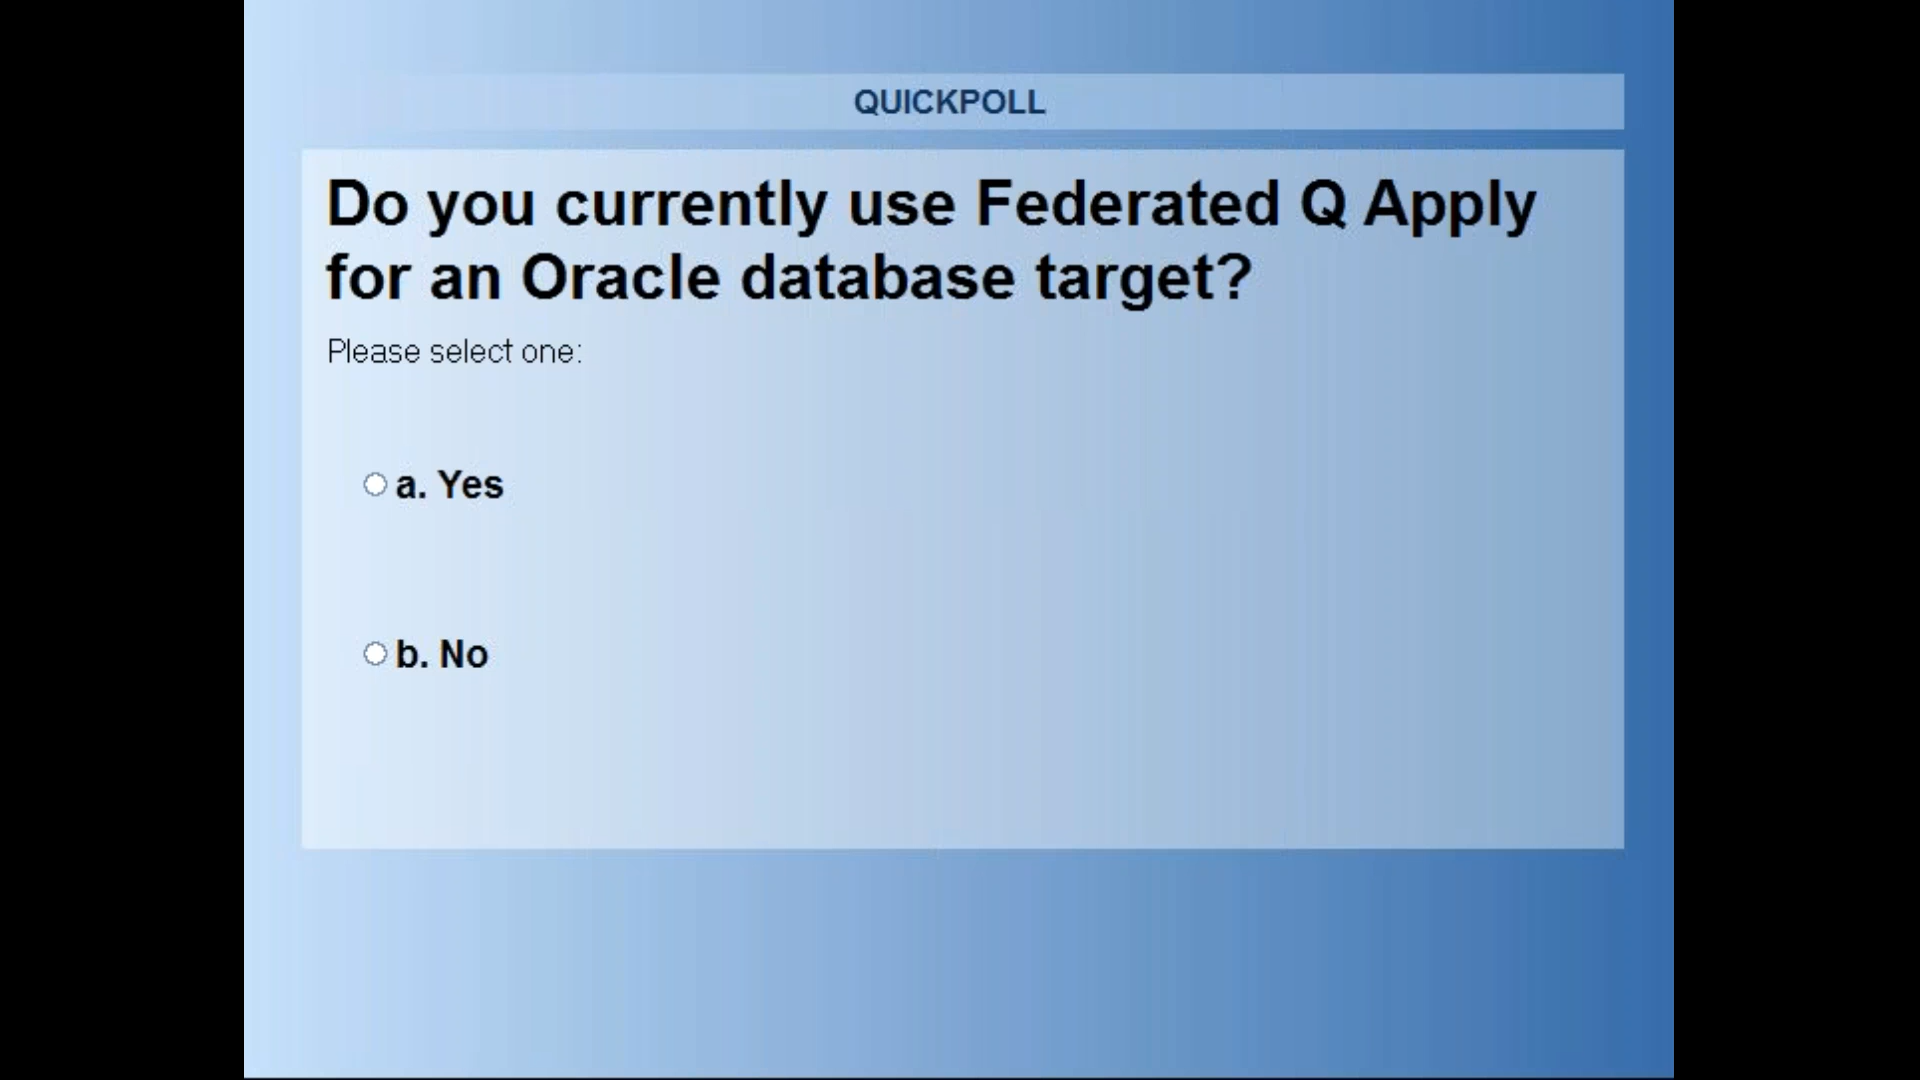 QUICKPOLL
Do you currently use Federated Q Apply
for an Oracle database target?
Please select one:
a. Yes
b. No